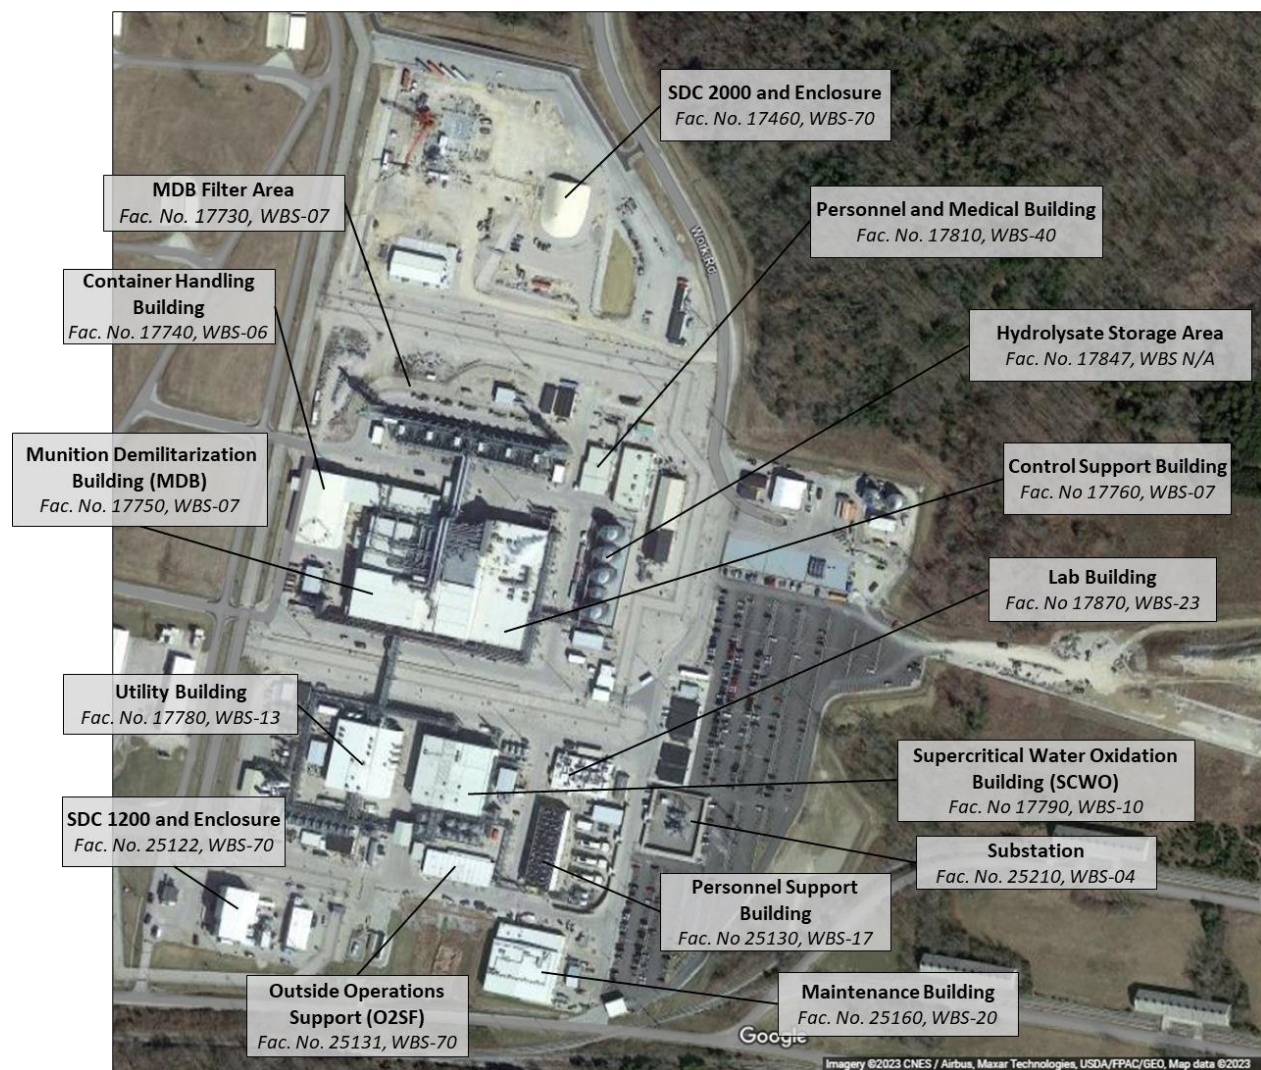 SDC 2000 and Enclosure
Fac. No. 17460, WBS-70
MDB Filter Area
Fac. No. 17730, WBS-07
Personnel and Medical Building
Fac. No. 17810, WBS-40
Work Rd
Container Handling
Building
Fac. No. 17740, WBS-06
Hydrolysate Storage Area
Fac. No. 17847, WBS N/A
Munition Demilitarization
Building (MDB)
Fac. No. 17750, WBS-07
Control Support Building
Fac. No 17760, WBS-07
Lab Building
Fac. No 17870, WBS-23
Utility Building
Fac. No. 17780, WBS-13
Supercritical Water Oxidation
Building (SCWO)
Fac. No 17790, WBS-10
SDC 1200 and Enclosure
Fac. No. 25122, WBS-70
Substation
Fac. No. 25210, WBS-04
Personnel Support
Building
Fac. No 25130, WBS-17
Outside Operations
Support (O2SF)
Fac. No. 25131, WBS-70
Maintenance Building
Fac. No. 25160, WBS-20
Google
Imagery ©2023 CNES / Airbus, Maxar Technologies, USDA/FPAC/GEO, Map data ©2023